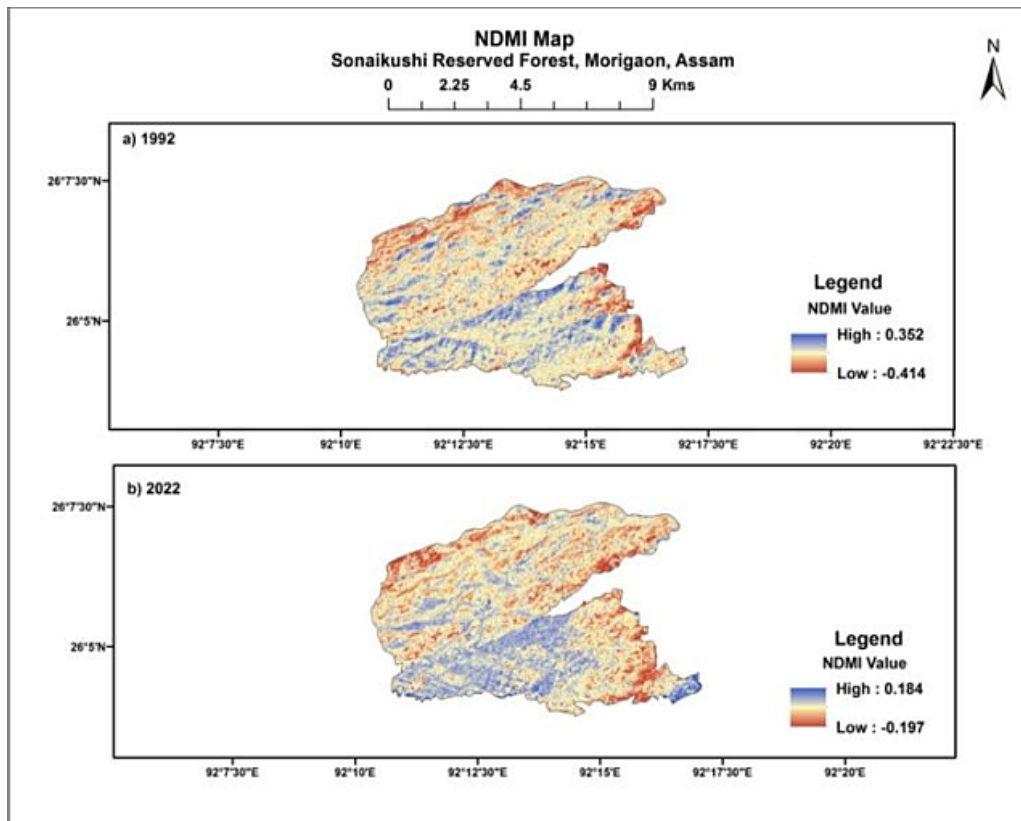 NDMI Map
Sonaikushi Reserved Forest, Morigaon, Assam
0 2.25 4.5 9 Kms
N
a) 1992
26°7'30"N
26°5'N
Legend
NDMI Value
High : 0.352
Low : -0.414
92°7'30"E 92°10'E 92°12'30"E 92°15'E 92°17'30"E 92°20'E 92°22'30"E
b) 2022
26°7'30"N
26°5'N
Legend
NDMI Value
High : 0.184
Low : -0.197
92°7'30"E 92°10'E 92°12'30"E 92°15'E 92°17'30"E 92°20'E